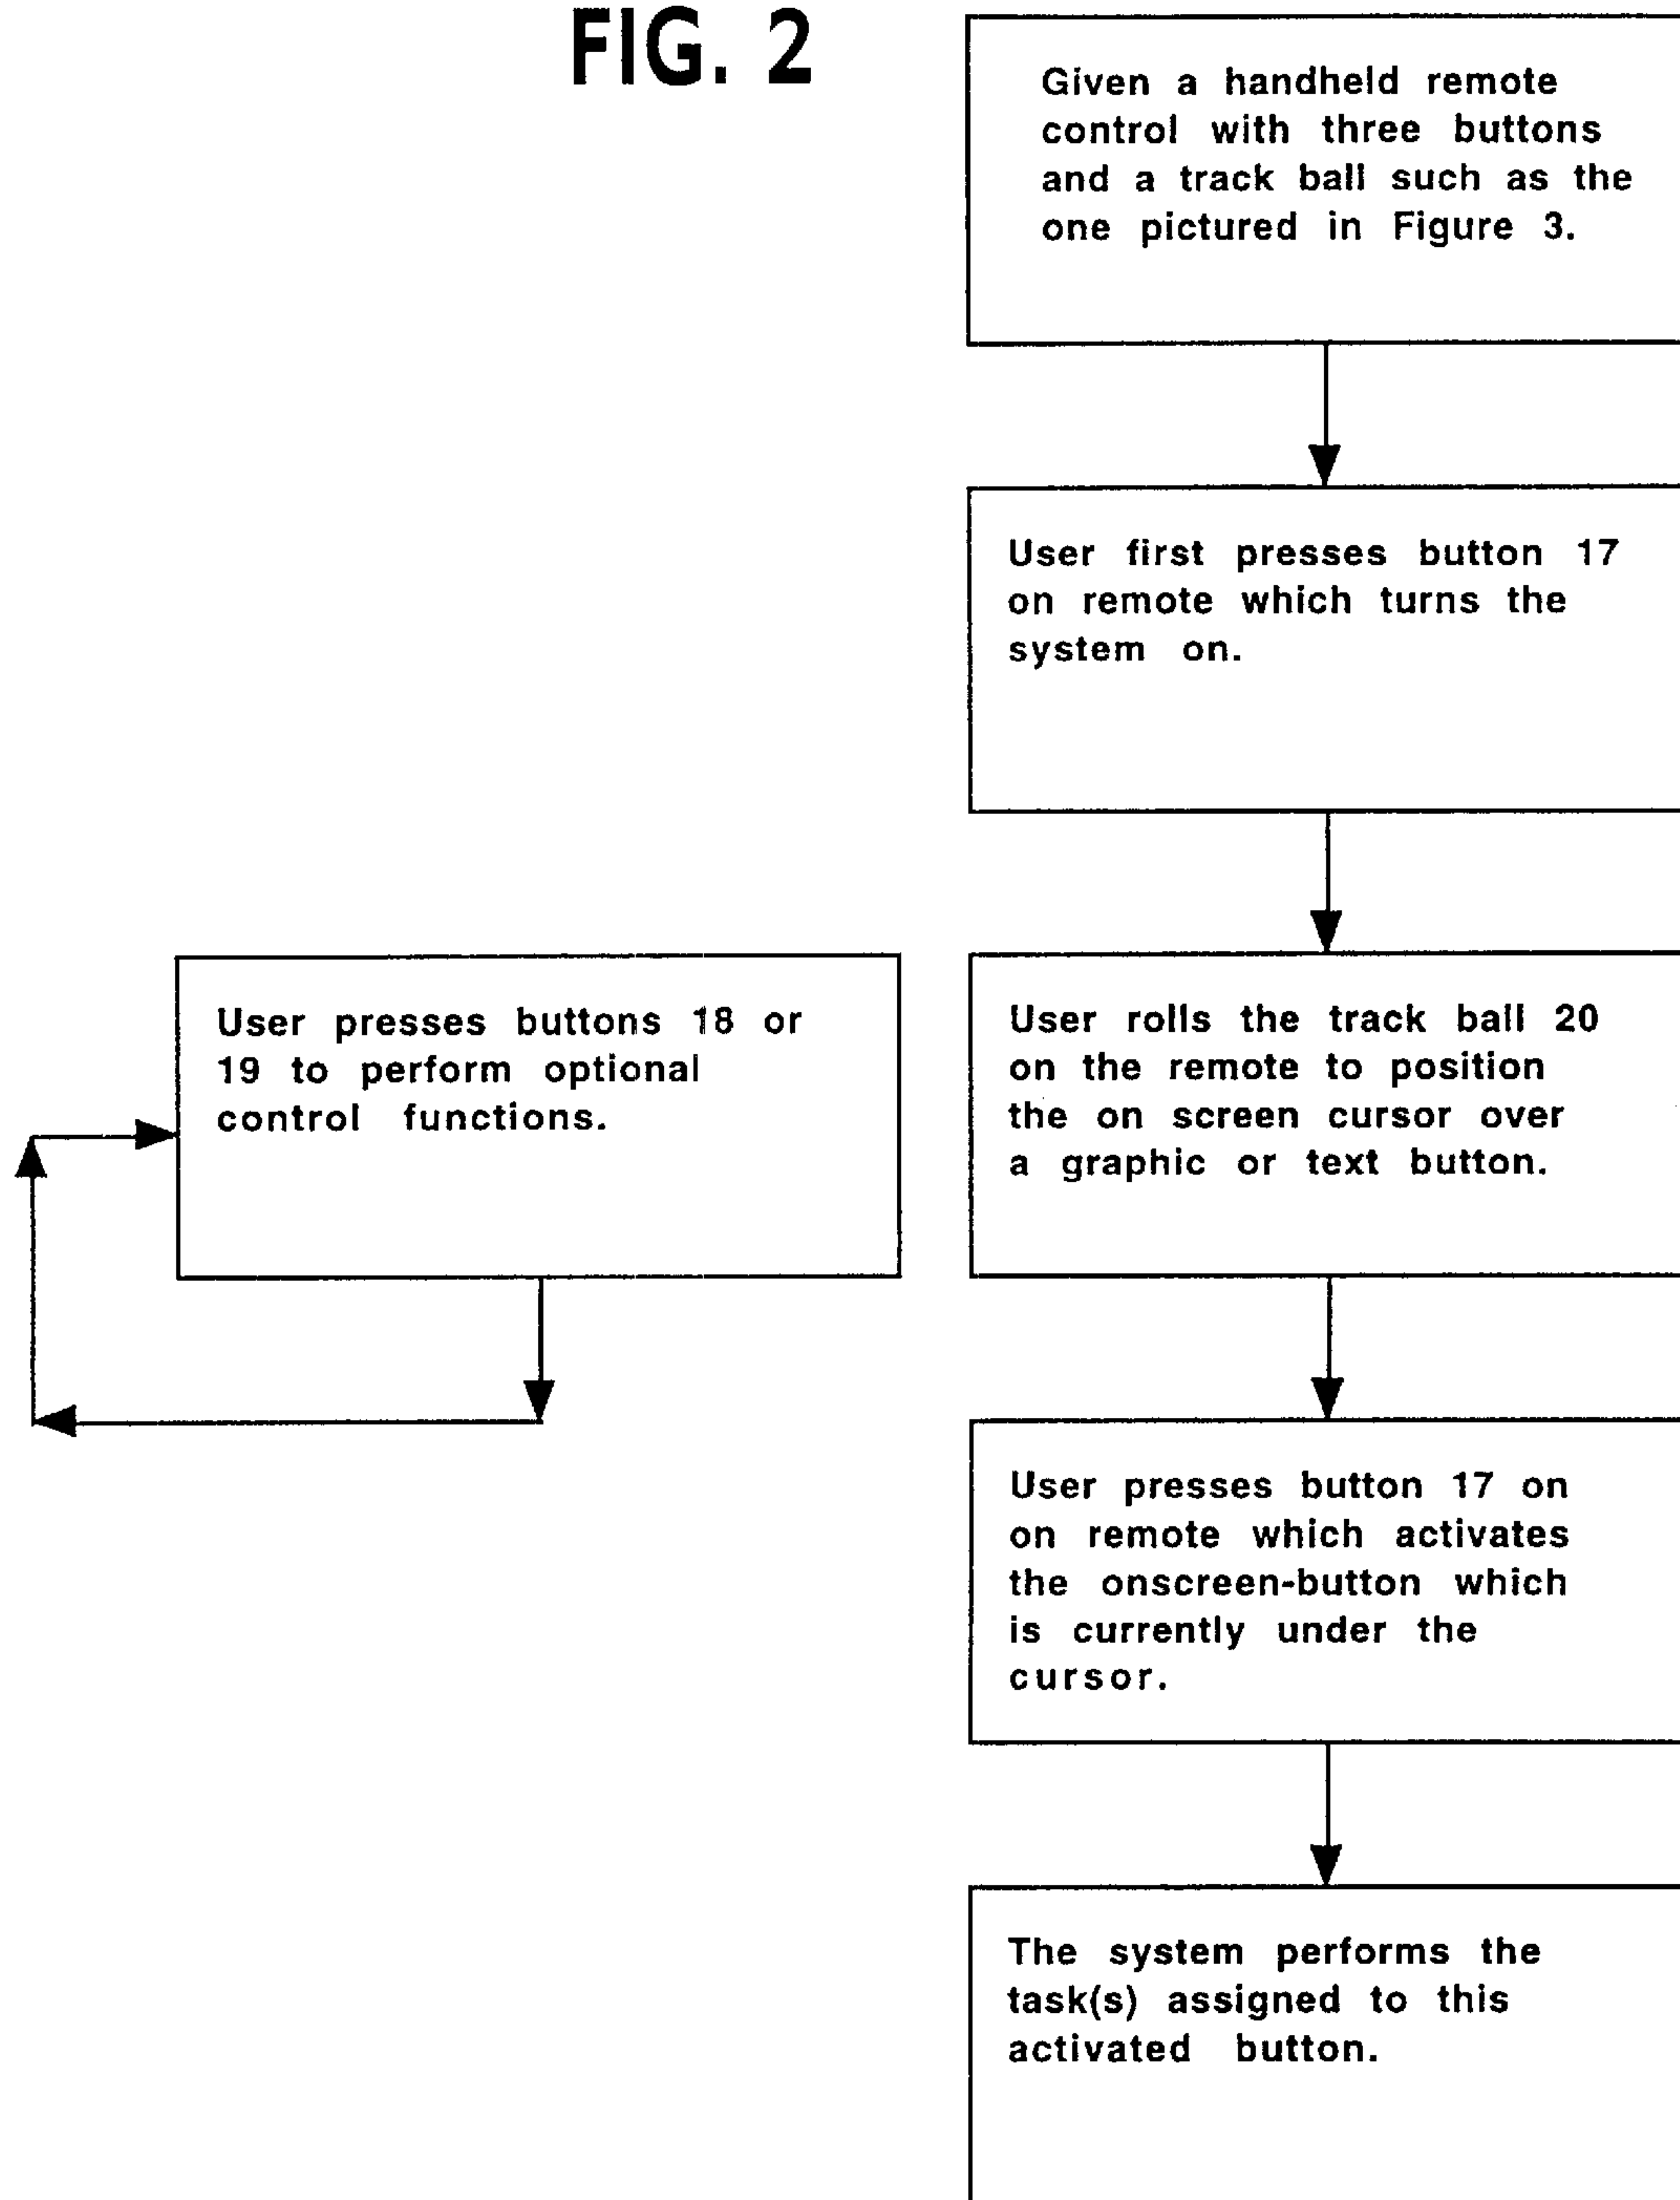 FIG. 2
Given a handheld remote
control with three buttons
and a track ball such as the
one pictured in Figure 3.
User first presses button 17
on remote which turns the
system on.
User presses buttons 18 or
19 to perform optional
control functions.
User rolls the track ball 20
on the remote to position
the on screen cursor over
a graphic or text button.
User presses button 17 on
on remote which activates
the onscreen-button which
is currently under the
cursor.
The system performs the
task(s) assigned to this
activated button.